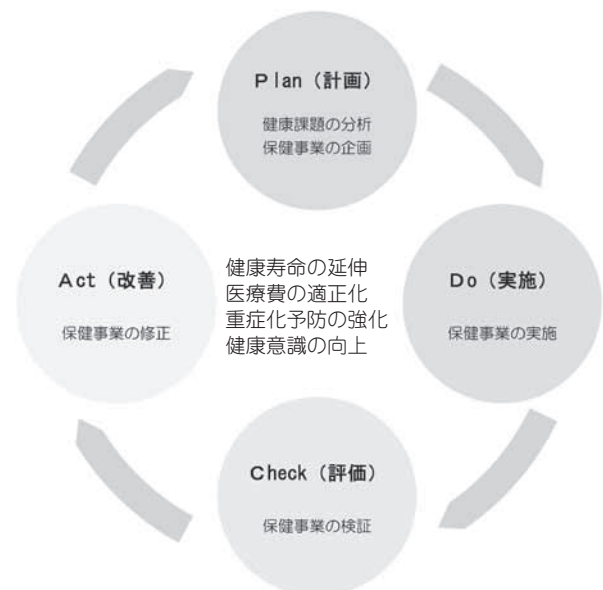 Plan（計画）
健康課題の分析
保健事業の企画
Do（実施）
保健事業の実施
Check（評価）
保健事業の検証
Act（改善）
保健事業の修正
健康寿命の延伸
医療費の適正化
重症化予防の強化
健康意識の向上